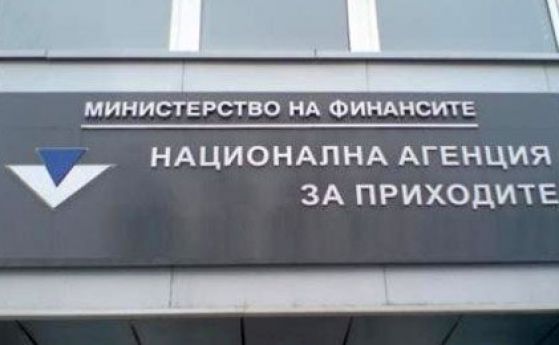 МИНИСТЕРСТВО НА ФИНАНСИТЕ
НАЦИОНАЛНА АГЕНЦИЯ
ЗА ПРИХОДИТЕ